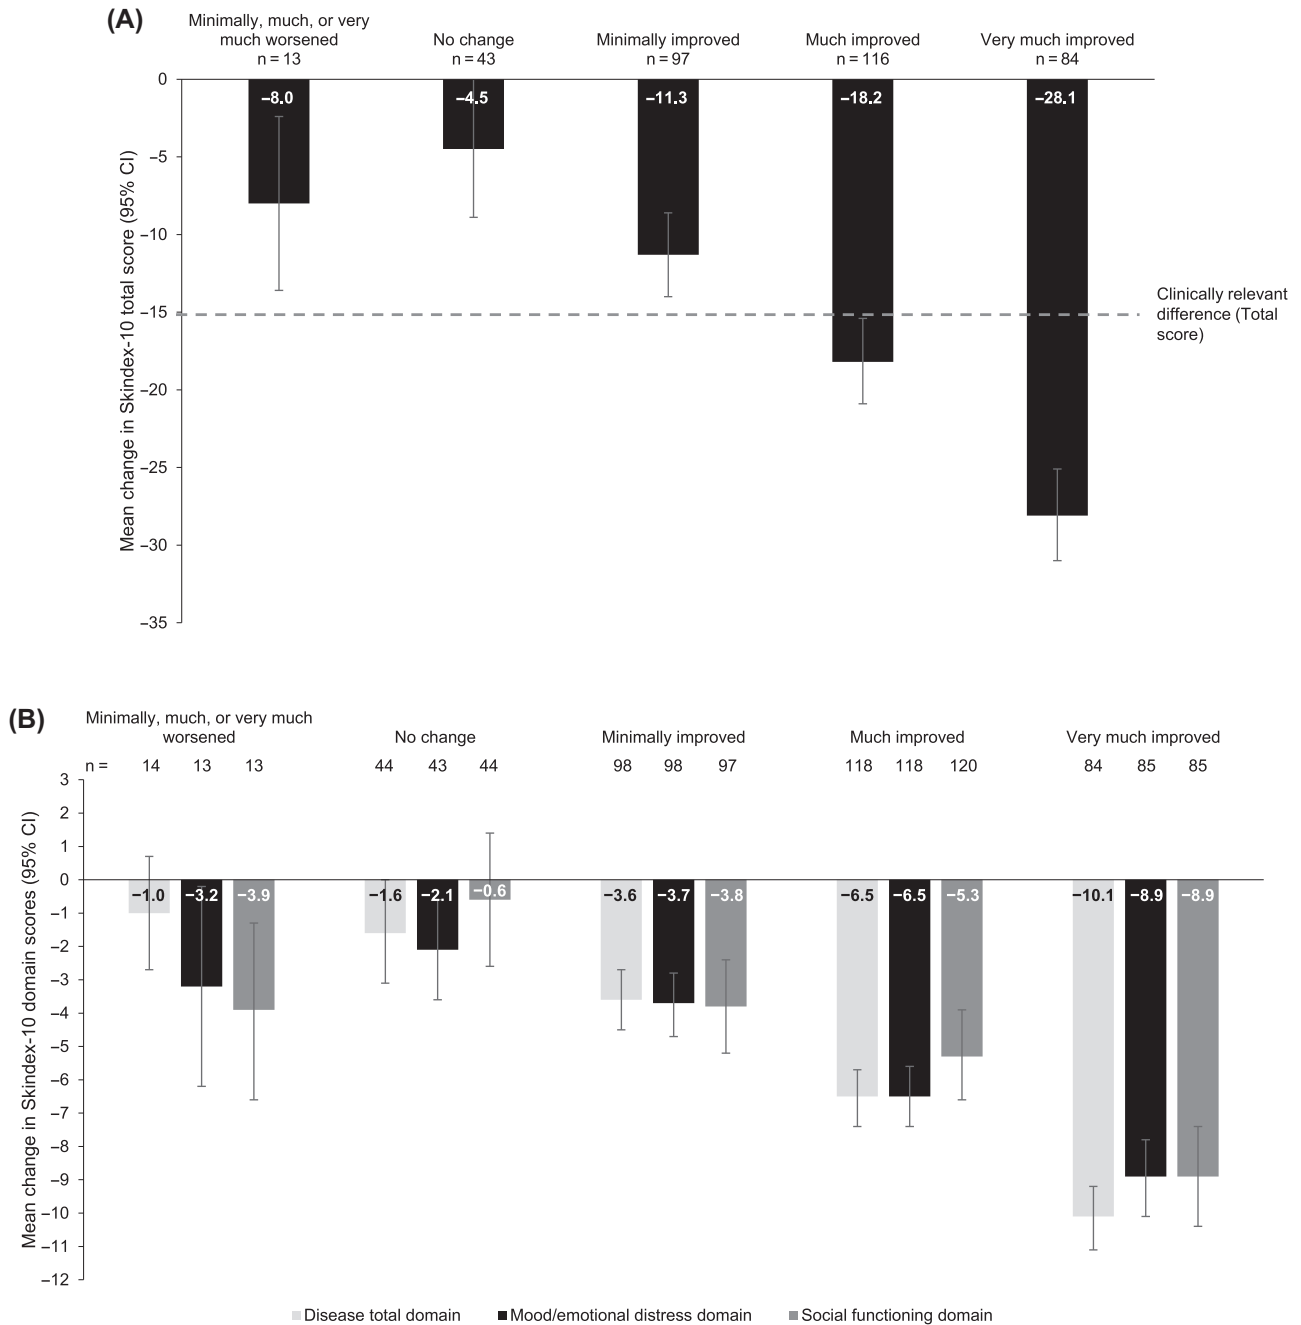 (A)
Minimally, much, or very
much worsened
n = 13
No change
n = 43
Minimally improved
n = 97
Much improved
n = 116
Very much improved
n = 84
Mean change in Skindex-10 total score (95% CI)
0
–5
–10
–15
–20
–25
–30
–35
–8.0
–4.5
–11.3
–18.2
–28.1
Clinically relevant
difference (Total
score)
(B)
Minimally, much, or very much
worsened
No change
Minimally improved
Much improved
Very much improved
n = 14 13 13 44 43 44 98 98 97 118 118 120 84 85 85
Mean change in Skindex-10 domain scores (95% CI)
3
2
1
0
–1
–2
–3
–4
–5
–6
–7
–8
–9
–10
–11
–12
–1.0 –3.2 –3.9 –1.6 –2.1 –0.6 –3.6 –3.7 –3.8 –6.5 –6.5 –5.3 –10.1 –8.9 –8.9
Disease total domain Mood/emotional distress domain Social functioning domain